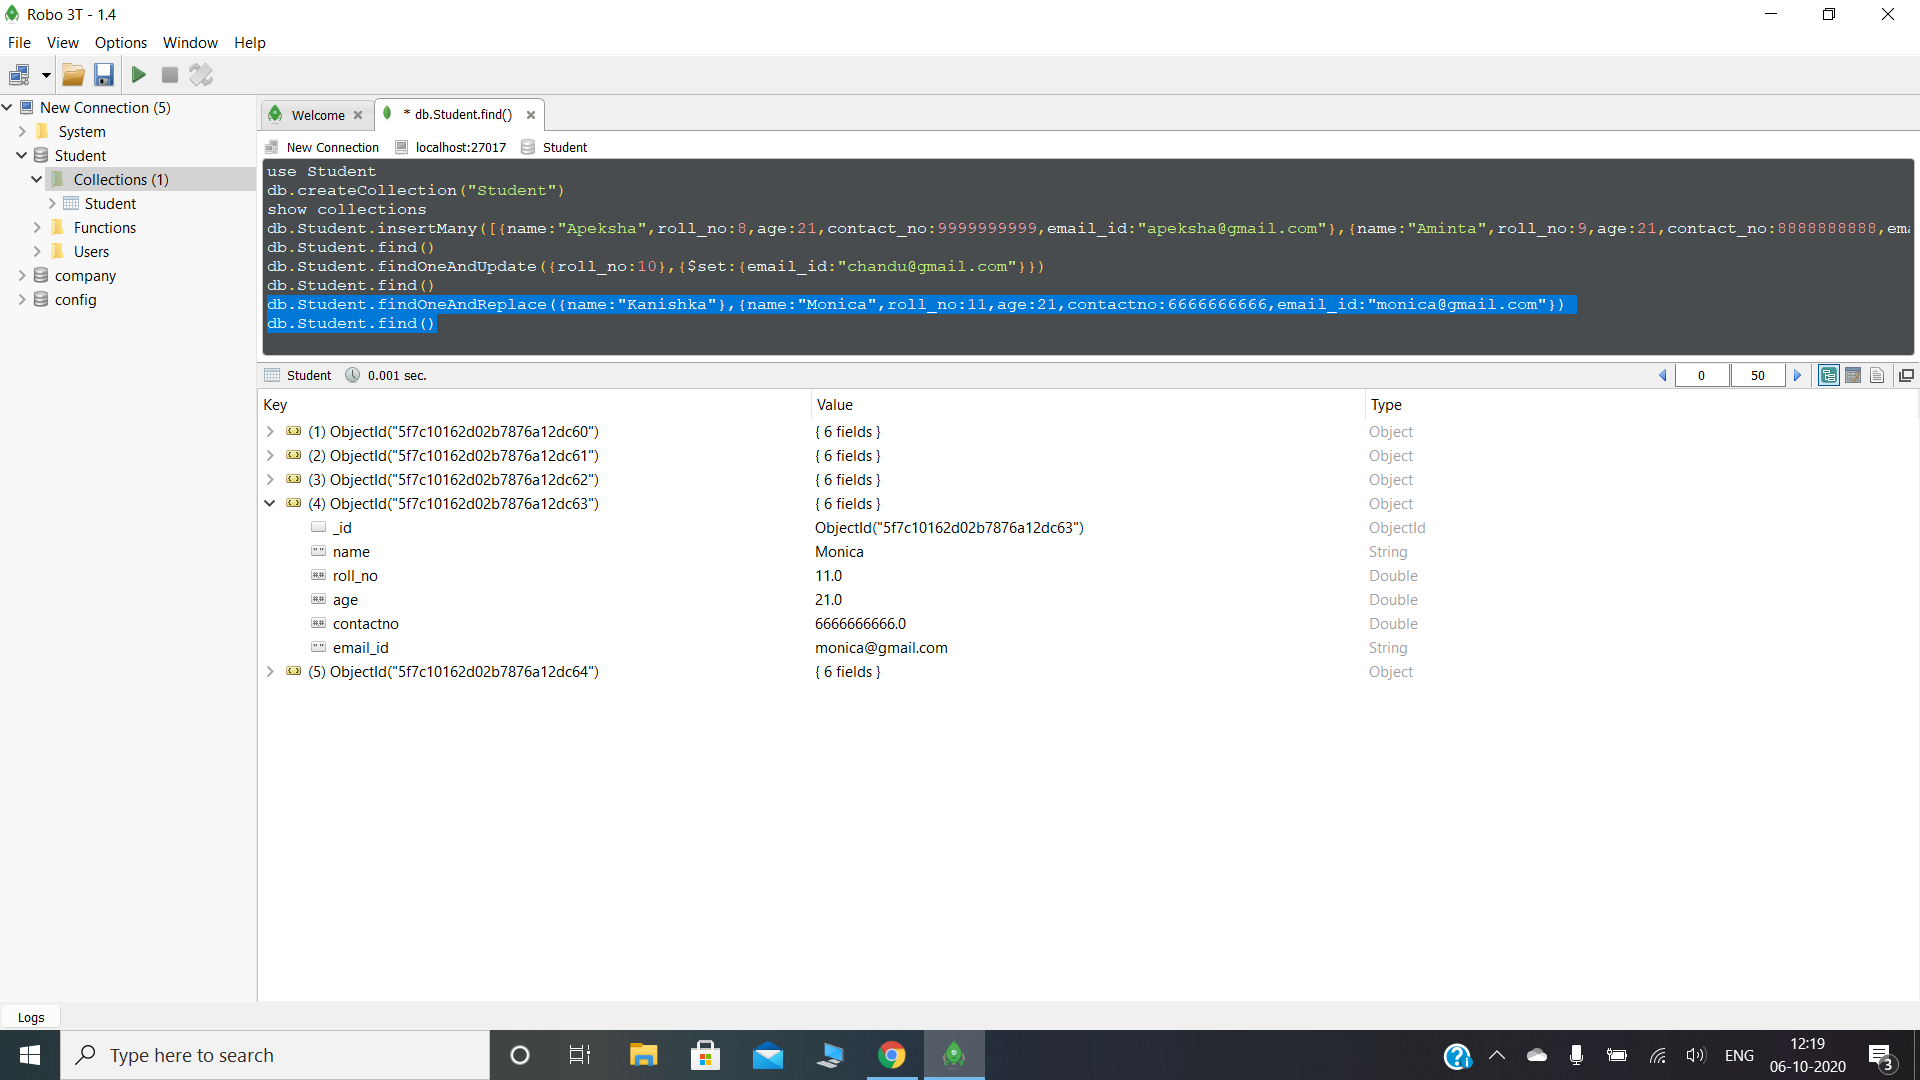 Robo 3T - 1.4
File View Options Window Help
New Connection (5)
System
Student
Collections (1)
Student
Functions
Users
company
config
Welcome
* db.Student.find()
New Connection localhost:27017 Student
use Student
db.createCollection("Student")
show collections
db.Student.insertMany([{name:"Apeksha",roll_no:8,age:21,contact_no:9999999999,email_id:"apeksha@gmail.com"},{name:"Aminta",roll_no:9,age:21,contact_no:8888888888,ema
db.Student.find()
db.Student.findOneAndUpdate({roll_no:10},{$set:{email_id:"chandu@gmail.com"}})
db.Student.find()
db.Student.findOneAndReplace({name:"Kanishka"},{name:"Monica",roll_no:11,age:21,contactno:6666666666,email_id:"monica@gmail.com"})
db.Student.find()
Student 0.001 sec. 0 50
Key Value Type
(1) ObjectId("5f7c10162d02b7876a12dc60") { 6 fields } Object
(2) ObjectId("5f7c10162d02b7876a12dc61") { 6 fields } Object
(3) ObjectId("5f7c10162d02b7876a12dc62") { 6 fields } Object
(4) ObjectId("5f7c10162d02b7876a12dc63") { 6 fields } Object
_id ObjectId("5f7c10162d02b7876a12dc63") ObjectId
name Monica String
roll_no 11.0 Double
age 21.0 Double
contactno 6666666666.0 Double
email_id monica@gmail.com String
(5) ObjectId("5f7c10162d02b7876a12dc64") { 6 fields } Object
Logs
Type here to search
ENG
12:19
06-10-2020
3